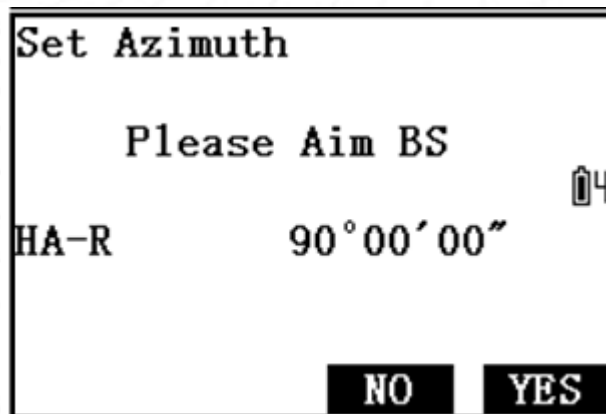 Set Azimuth
Please Aim BS
HA-R 90°00′00″
NO YES